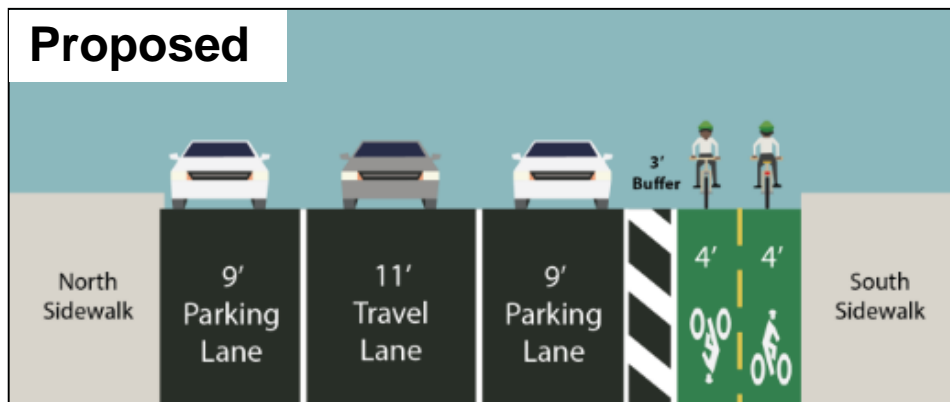 Proposed
3'
Buffer
North
Sidewalk
9'
Parking
Lane
11'
Travel
Lane
9'
Parking
Lane
4'
4'
South
Sidewalk